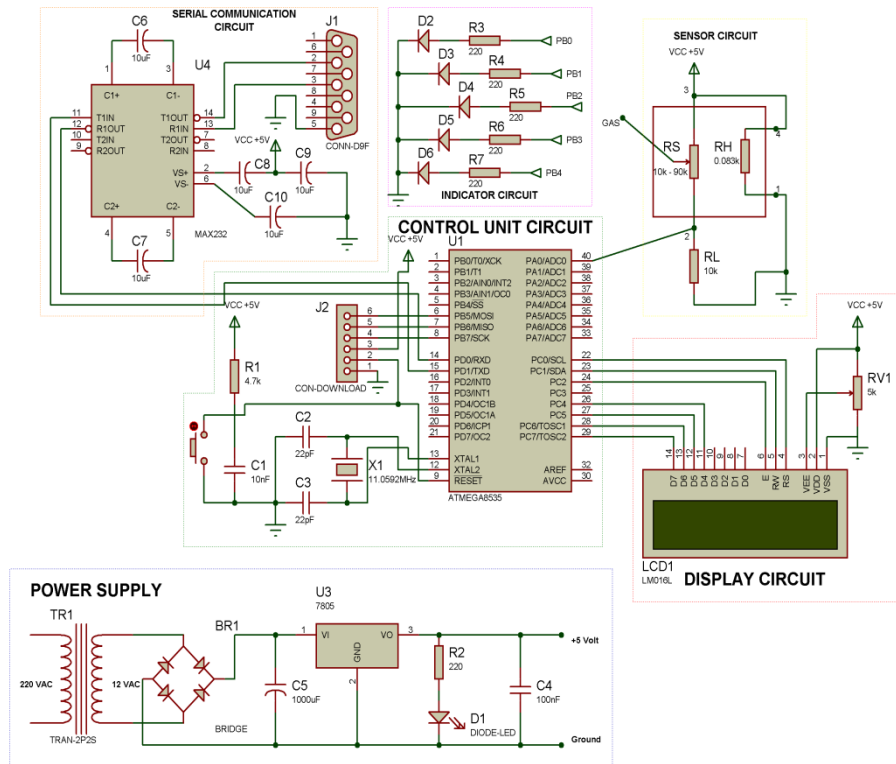 SERIAL COMMUNICATION
CIRCUIT
C6
10uF
1
3
U4
C1+
C1-
11
T1IN
T1OUT
14
12
R1OUT
R1IN
13
10
T2IN
T2OUT
7
9
R2OUT
R2IN
8
VS+
2
VS-
6
C2+
C2-
4
5
MAX232
C7
10uF
VCC +5V
C8
10uF
C9
10uF
C10
10uF
J1
1
6
2
7
3
8
4
9
5
CONN-D9F
D2
R3
220
PB0
D3
R4
220
PB1
D4
R5
220
PB2
D5
R6
220
PB3
D6
R7
220
PB4
INDICATOR CIRCUIT
SENSOR CIRCUIT
VCC +5V
3
GAS
RS
10k - 90k
RH
0.083k
4
1
2
RL
10k
CONTROL UNIT CIRCUIT
VCC +5V
U1
1
PB0/T0/XCK
PA0/ADC0
40
2
PB1/T1
PA1/ADC1
39
3
PB2/AIN0/INT2
PA2/ADC2
38
4
PB3/AIN1/OC0
PA3/ADC3
37
5
PB4/SS
PA4/ADC4
36
6
PB5/MOSI
PA5/ADC5
35
7
PB6/MISO
PA6/ADC6
34
8
PB7/SCK
PA7/ADC7
33
14
PD0/RXD
PC0/SCL
22
15
PD1/TXD
PC1/SDA
23
16
PD2/INT0
PC2
24
17
PD3/INT1
PC3
25
18
PD4/OC1B
PC4
26
19
PD5/OC1A
PC5
27
20
PD6/ICP1
PC6/TOSC1
28
21
PD7/OC2
PC7/TOSC2
29
13
XTAL1
12
XTAL2
AREF
32
9
RESET
AVCC
30
ATMEGA8535
J2
6
5
4
3
2
1
CON-DOWNLOAD
VCC +5V
R1
4.7k
C1
10nF
C2
22pF
C3
22pF
X1
11.0592MHz
VCC +5V
RV1
5k
14
13
12
11
10
9
8
7
6
5
4
3
2
1
D7
D6
D5
D4
D3
D2
D1
D0
E
RW
RS
VEE
VDD
VSS
LCD1
LM016L
DISPLAY CIRCUIT
POWER SUPPLY
TR1
220 VAC
12 VAC
TRAN-2P2S
BR1
BRIDGE
C5
1000uF
U3
7805
1
VI
VO
3
GND
2
R2
220
D1
DIODE-LED
C4
100nF
+5 Volt
Ground